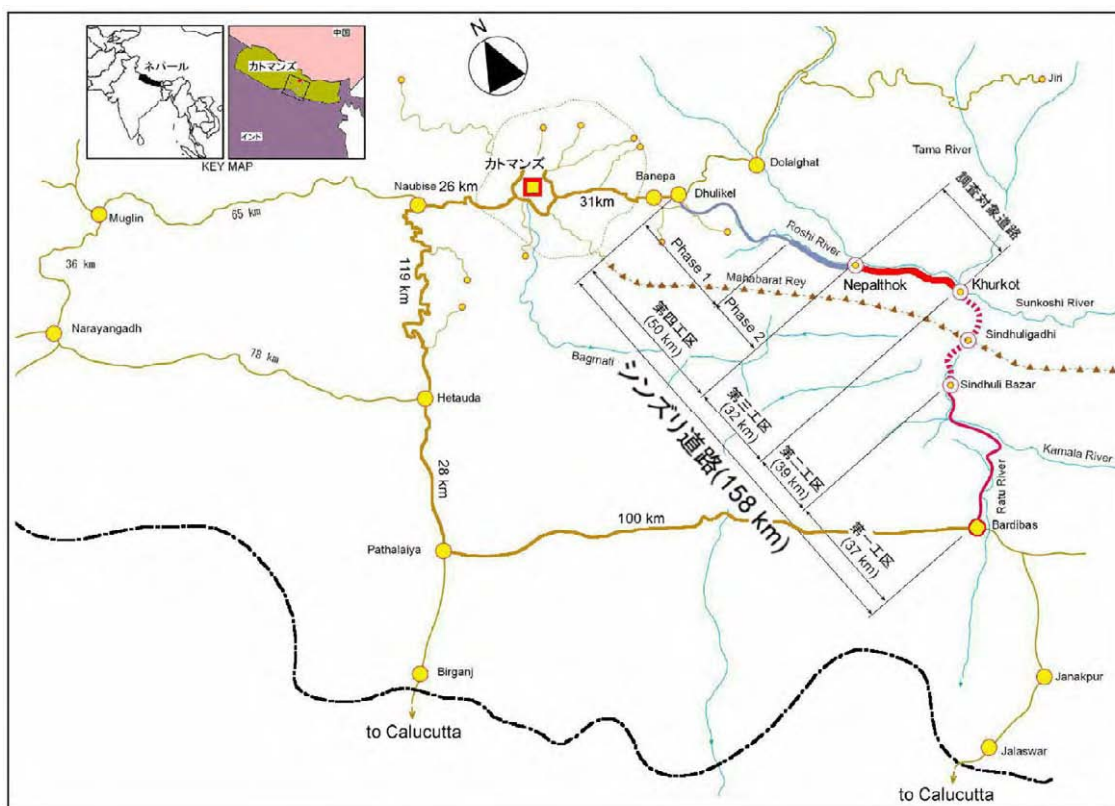 中国
ネパール
カトマンズ
インド
KEY MAP
N
Jiri
Tama River
Dolalghat
調査対象道路
カトマンズ
Banepa
Dhulikel
Naubise
26 km
31km
Muglin
65 km
Roshi River
Nepalthok
Khurkot
Phase 1
Mahabarat Rey
Sunkoshi River
36 km
119 km
Phase 2
第四工区
(50 km)
Sindhuligadhi
Narayangadh
78 km
Bagmati
Sindhuli Bazar
Hetauda
第三工区
(32 km)
シンズリ道路(158 km)
Kamala River
第二工区
(39 km)
28 km
Ratu River
100 km
Bardibas
Pathalaiya
第一工区
(37 km)
Birganj
Janakpur
to Calucutta
Jalaswar
to Calucutta